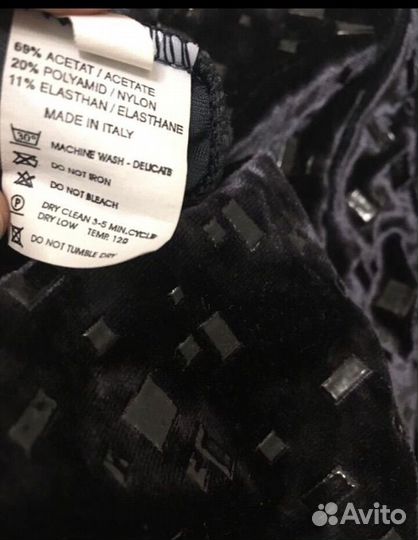 69% ACETAT / ACETATE
20% POLYAMID / NYLON
11% ELASTHAN / ELASTHANE
MADE IN ITALY
30° MACHINE WASH - DELICATE
DO NOT IRON
DO NOT BLEACH
P DRY CLEAN 3-5 MIN. CYCLE
DRY LOW TEMP. 120
DO NOT TUMBLE DRY
Avito